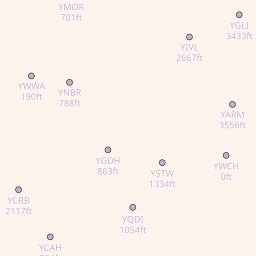 YMOR
701ft
YGLI
3433ft
YIVL
2667ft
YWWA
190ft
YNBR
788ft
YARM
3556ft
YGDH
863ft
YSTW
1334ft
YWCH
0ft
YCBB
2117ft
YQDI
1054ft
YCAH